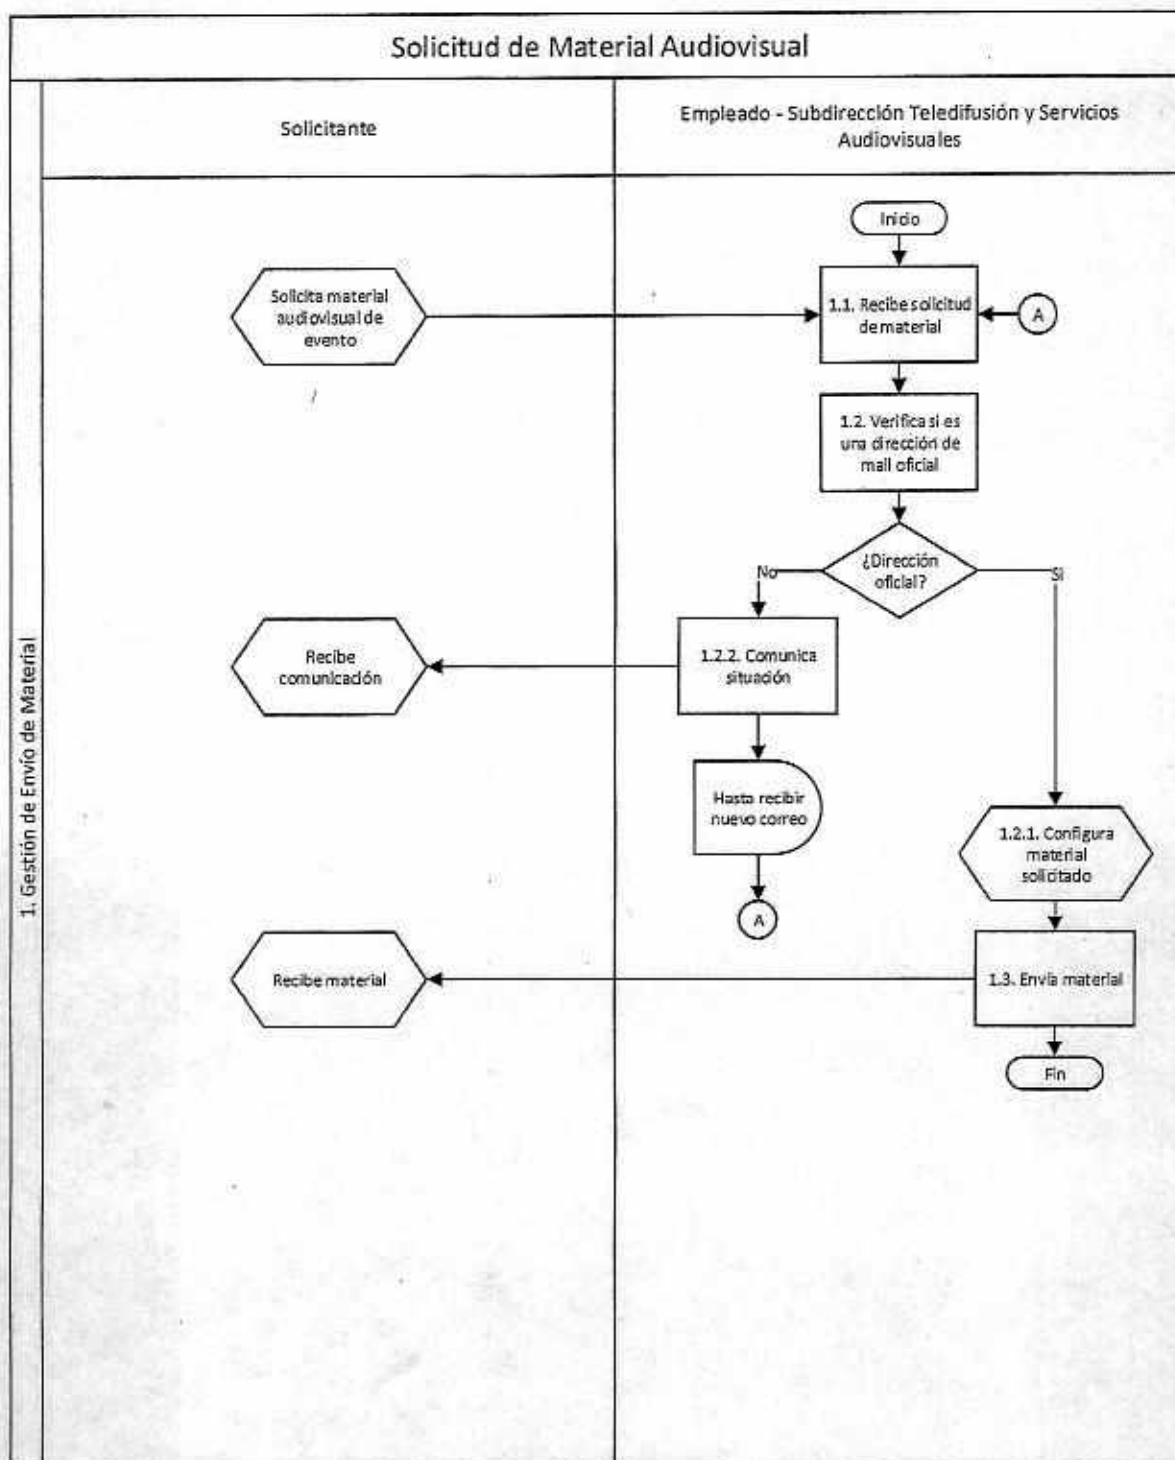 Solicitud de Material Audiovisual
Solicitante
Empleado - Subdirección Teledifusión y Servicios
Audiovisuales
1. Gestión de Envío de Material
Inicio
Solicita material
audiovisual de
evento
1.1. Recibe solicitud
de material
A
1.2. Verifica si es
una dirección de
mail oficial
¿Dirección
oficial?
No
Si
Recibe
comunicación
1.2.2. Comunica
situación
Hasta recibir
nuevo correo
1.2.1. Configura
material
solicitado
A
Recibe material
1.3. Envía material
Fin